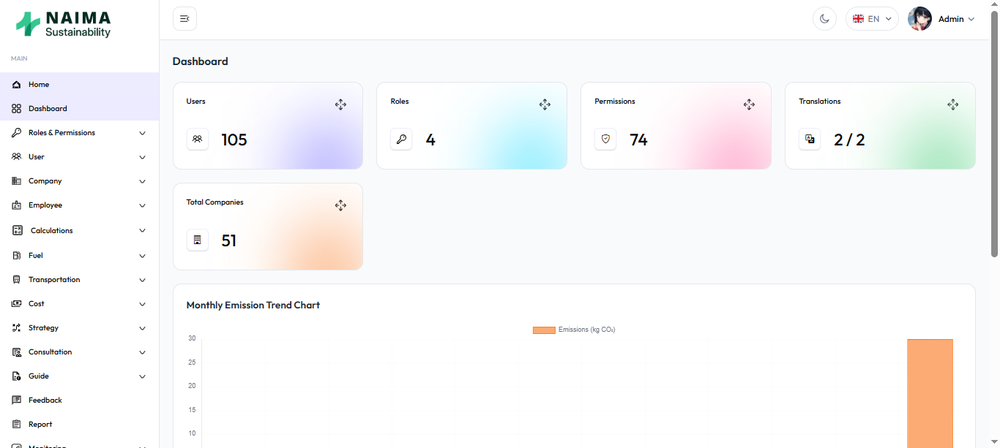 NAIMA
Sustainability
MAIN
Home
Dashboard
Roles & Permissions
User
Company
Employee
Calculations
Fuel
Transportation
Cost
Strategy
Consultation
Guide
Feedback
Report
Monitoring
EN
Admin
Dashboard
Users
105
Roles
4
Permissions
74
Translations
2 / 2
Total Companies
51
Monthly Emission Trend Chart
Emissions (kg CO₂)
30
25
20
15
10